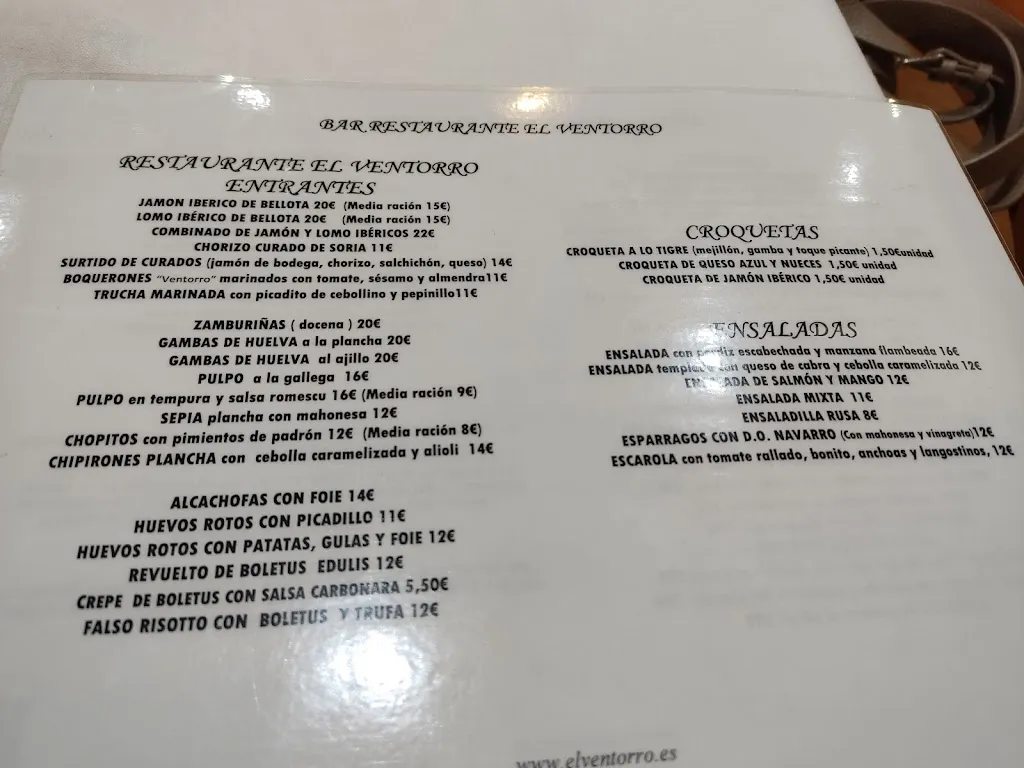 BAR RESTAURANTE EL VENTORRO
RESTAURANTE EL VENTORRO
ENTRANTES
JAMON IBERICO DE BELLOTA 20€ (Media ración 15€)
LOMO IBÉRICO DE BELLOTA 20€ (Media ración 15€)
COMBINADO DE JAMÓN Y LOMO IBÉRICOS 22€
CHORIZO CURADO DE SORIA 11€
SURTIDO DE CURADOS (jamón de bodega, chorizo, salchichón, queso) 14€
BOQUERONES "Ventorro" marinados con tomate, sésamo y almendra11€
TRUCHA MARINADA con picadito de cebollino y pepinillo11€
ZAMBURIÑAS ( docena ) 20€
GAMBAS DE HUELVA a la plancha 20€
GAMBAS DE HUELVA al ajillo 20€
PULPO a la gallega 16€
PULPO en tempura y salsa romescu 16€ (Media ración 9€)
SEPIA plancha con mahonesa 12€
CHOPITOS con pimientos de padrón 12€ (Media ración 8€)
CHIPIRONES PLANCHA con cebolla caramelizada y alioli 14€
ALCACHOFAS CON FOIE 14€
HUEVOS ROTOS CON PICADILLO 11€
HUEVOS ROTOS CON PATATAS, GULAS Y FOIE 12€
REVUELTO DE BOLETUS EDULIS 12€
CREPE DE BOLETUS CON SALSA CARBONARA 5,50€
FALSO RISOTTO CON BOLETUS Y TRUFA 12€
CROQUETAS
CROQUETA A LO TIGRE (mejillón, gamba y toque picante) 1,50€unidad
CROQUETA DE QUESO AZUL Y NUECES 1,50€ unidad
CROQUETA DE JAMÓN IBÉRICO 1,50€ unidad
ENSALADAS
ENSALADA con perdiz escabechada y manzana flambeada 16€
ENSALADA templada con queso de cabra y cebolla caramelizada 12€
ENSALADA DE SALMÓN Y MANGO 12€
ENSALADA MIXTA 11€
ENSALADILLA RUSA 8€
ESPARRAGOS CON D.O. NAVARRO (Con mahonesa y vinagreta)12€
ESCAROLA con tomate rallado, bonito, anchoas y langostinos, 12€
www.elventorro.es